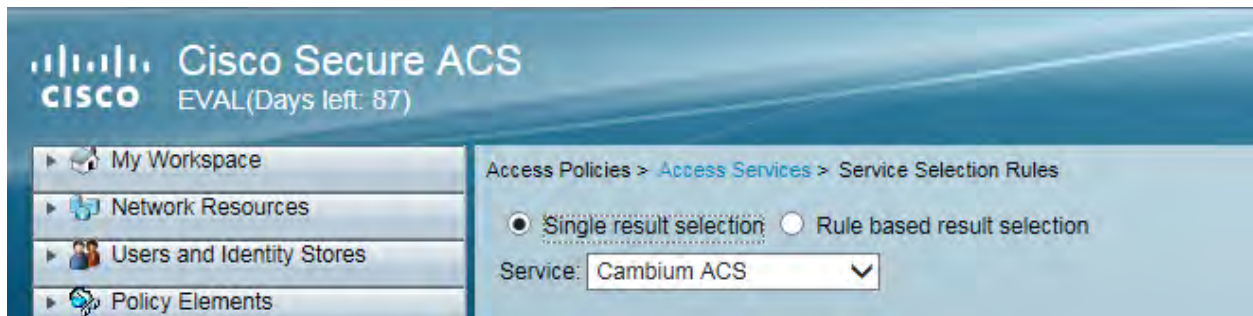 Cisco Secure ACS
CISCO EVAL(Days left: 87)
My Workspace
Network Resources
Users and Identity Stores
Policy Elements
Access Policies > Access Services > Service Selection Rules
Single result selection Rule based result selection
Service: Cambium ACS